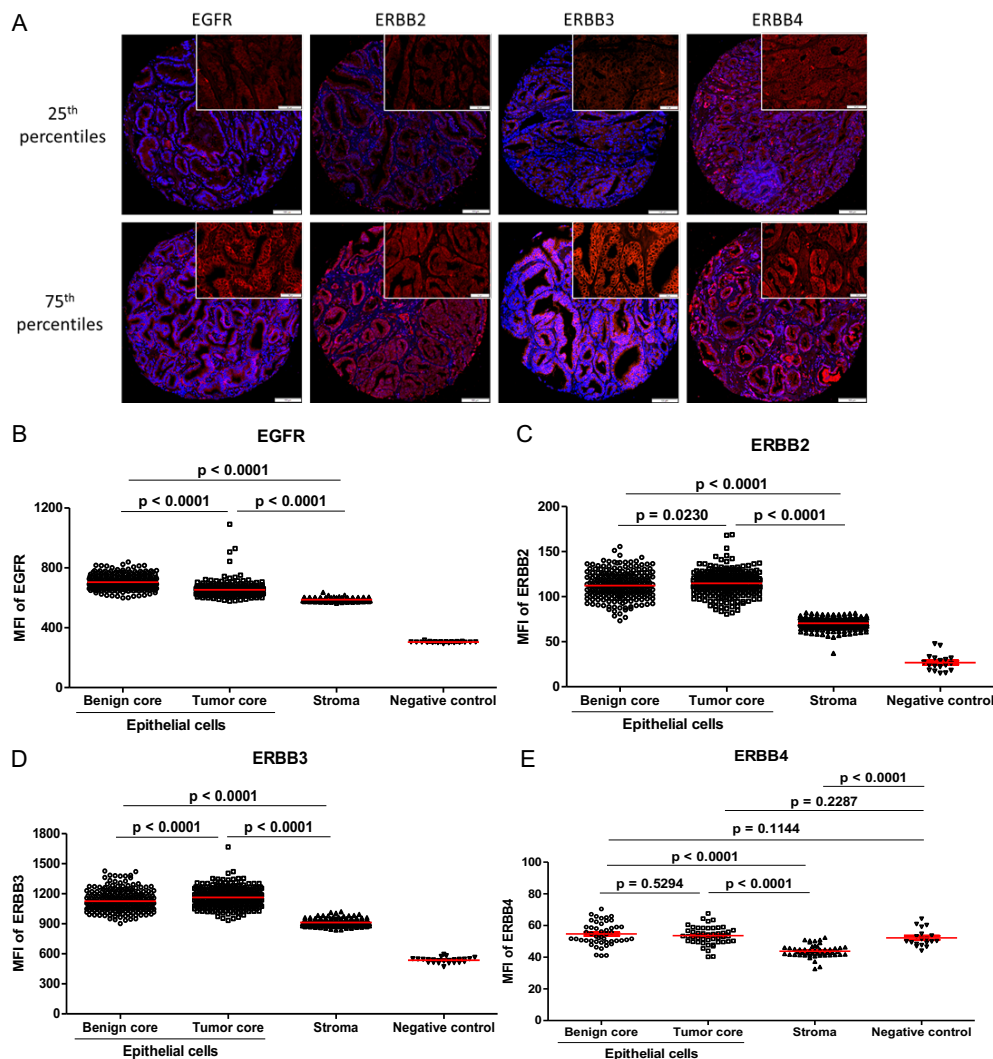 A
EGFR ERBB2 ERBB3 ERBB4
25th
percentiles
75th
percentiles
B
EGFR
p < 0.0001
p < 0.0001 p < 0.0001
MFI of EGFR
1200
800
400
0
Benign core Tumor core Stroma Negative control
Epithelial cells
C
ERBB2
p < 0.0001
p = 0.0230 p < 0.0001
MFI of ERBB2
200
150
100
50
0
Benign core Tumor core Stroma Negative control
Epithelial cells
D
ERBB3
p < 0.0001
p < 0.0001 p < 0.0001
MFI of ERBB3
1800
1500
1200
900
600
300
0
Benign core Tumor core Stroma Negative control
Epithelial cells
E
ERBB4
p < 0.0001
p = 0.2287
p = 0.1144
p < 0.0001
p = 0.5294 p < 0.0001
MFI of ERBB4
100
80
60
40
20
0
Benign core Tumor core Stroma Negative control
Epithelial cells